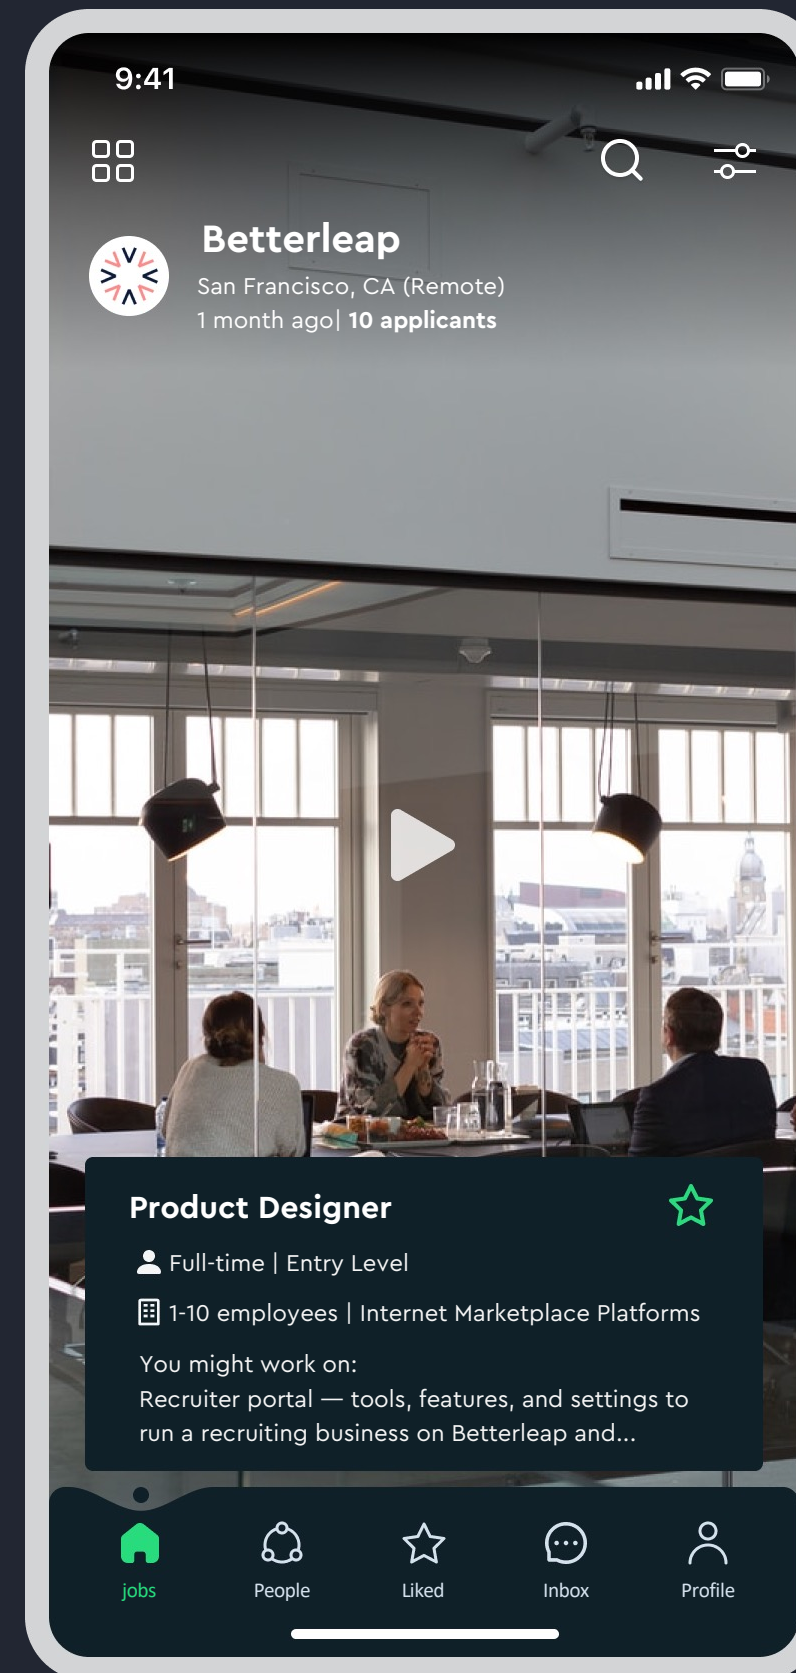 9:41
Betterleap
San Francisco, CA (Remote)
1 month ago| 10 applicants
Product Designer
Full-time | Entry Level
1-10 employees | Internet Marketplace Platforms
You might work on:
Recruiter portal — tools, features, and settings to
run a recruiting business on Betterleap and...
jobs People Liked Inbox Profile